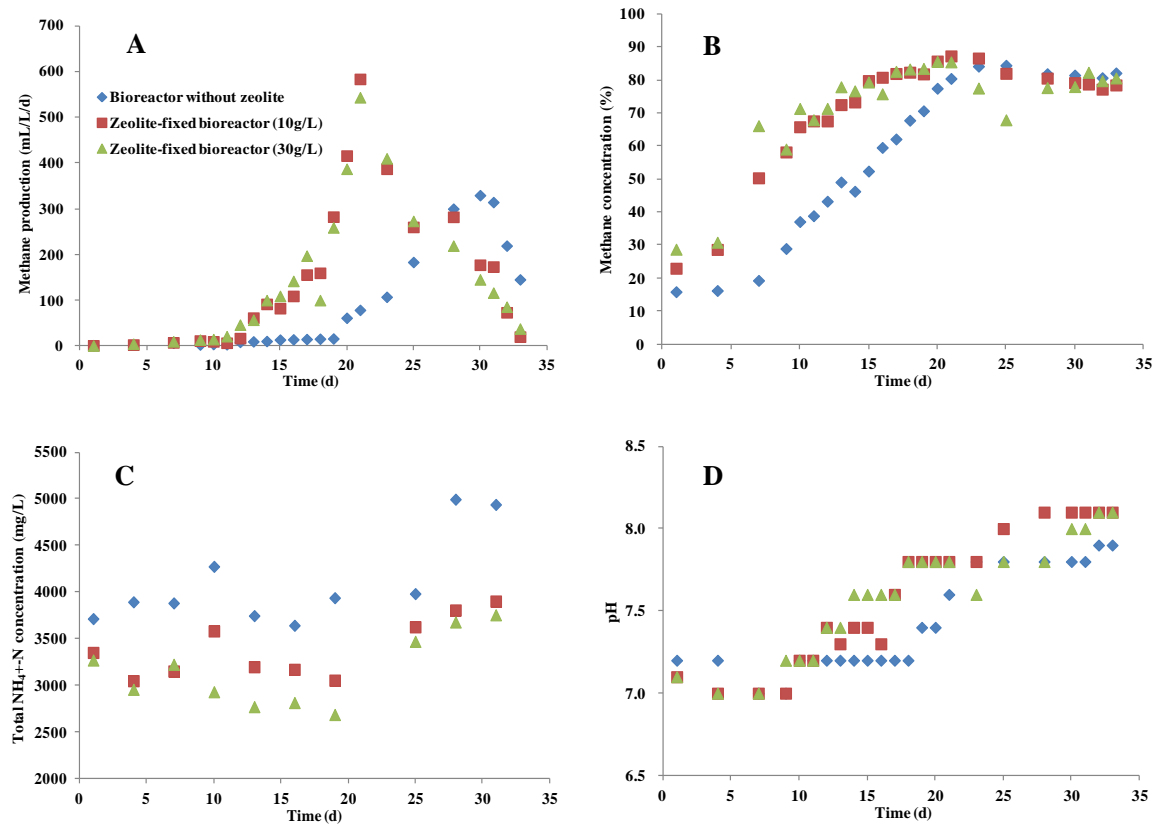 A
Methane production (mL/L/d)
700
600
500
400
300
200
100
0
Bioreactor without zeolite
Zeolite-fixed bioreactor (10g/L)
Zeolite-fixed bioreactor (30g/L)
0 5 10 15 20 25 30 35
Time (d)
B
Methane concentration (%)
100
90
80
70
60
50
40
30
20
10
0
0 5 10 15 20 25 30 35
Time (d)
C
Total NH₄--N concentration (mg/L)
5500
5000
4500
4000
3500
3000
2500
2000
0 5 10 15 20 25 30 35
Time (d)
D
pH
8.5
8.0
7.5
7.0
6.5
0 5 10 15 20 25 30 35
Time (d)